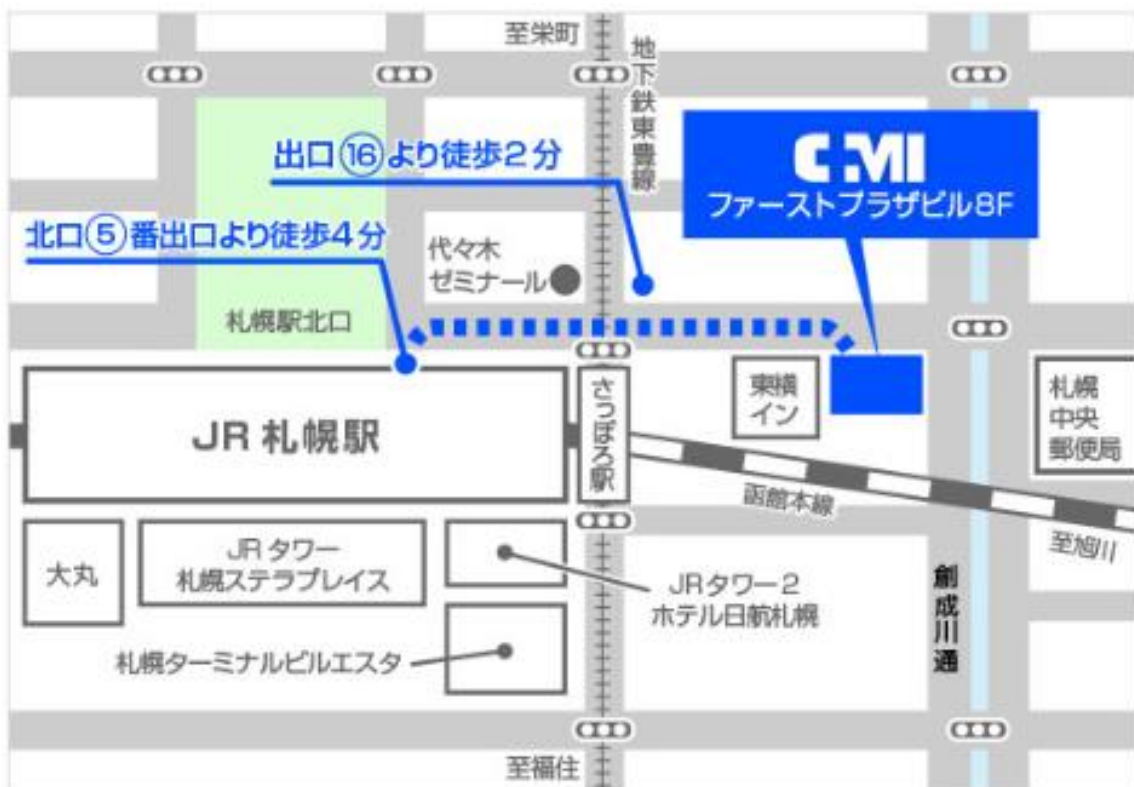 至栄町
地下鉄東豊線
出口⑯より徒歩2分
CMI
ファーストプラザビル8F
北口⑤番出口より徒歩4分
代々木
ゼミナール
札幌駅北口
東横
イン
札幌
中央
郵便局
JR 札幌駅
さっぽろ駅
函館本線
至旭川
大丸
JRタワー
札幌ステラプレイス
JRタワー2
ホテル日航札幌
創成川通
札幌ターミナルビルエスタ
至福住